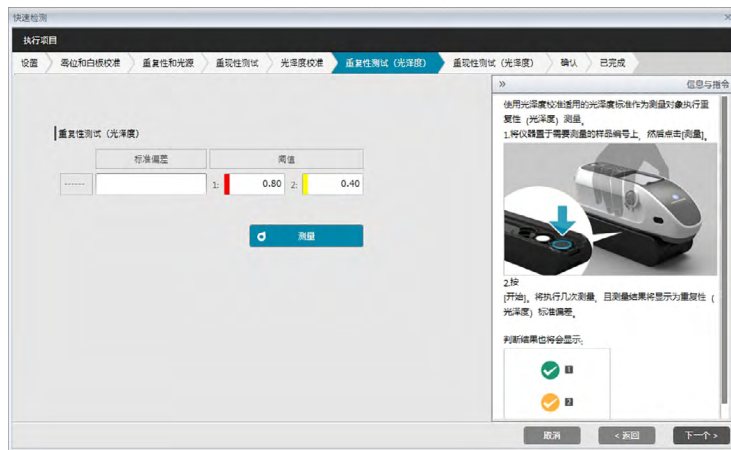 快速检测
执行项目
设置 零位和白板校准 重复性和光源 重现性测试 光泽度校准 重复性测试（光泽度） 重现性测试（光泽度） 确认 已完成
» 信息与指令
使用光泽度校准适用的光泽度标准作为测量对象执行重
复性（光泽度）测量。
1.将仪器置于需要测量的样品编号上，然后点击[测量]。
重复性测试（光泽度）
标准偏差 阈值
------ 1: 0.80 2: 0.40
测量
2.按
[开始]。将执行几次测量，且测量结果将显示为重复性（
光泽度）标准偏差。
判断结果也将会显示:
1
2
取消 < 返回 下一个 >